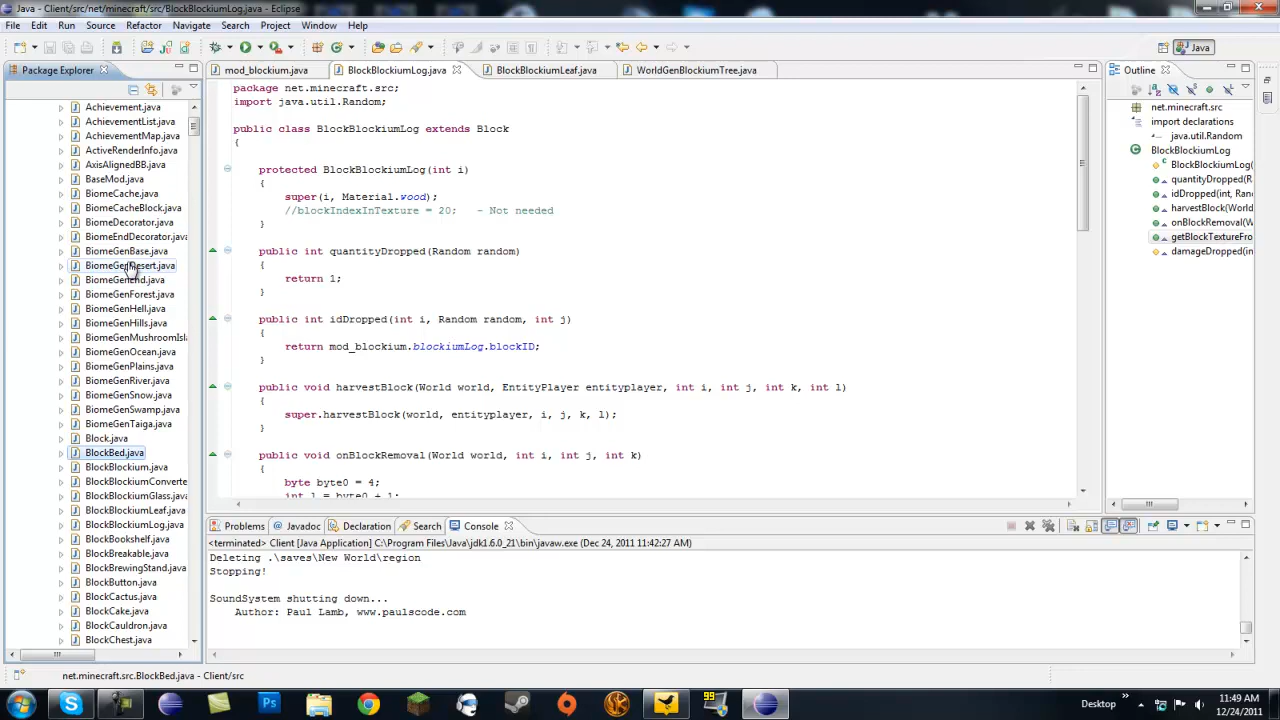 Java - Client/src/net/minecraft/src/BlockBlockiumLog.java - Eclipse
File Edit Run Source Refactor Navigate Search Project Window Help
Java
Package Explorer
mod_blockium.java
BlockBlockiumLog.java
BlockBlockiumLeaf.java
WorldGenBlockiumTree.java
Outline
Achievement.java
AchievementList.java
AchievementMap.java
ActiveRenderInfo.java
AxisAlignedBB.java
BaseMod.java
BiomeCache.java
BiomeCacheBlock.java
BiomeDecorator.java
BiomeEndDecorator.java
BiomeGenBase.java
BiomeGenDesert.java
BiomeGenEnd.java
BiomeGenForest.java
BiomeGenHell.java
BiomeGenHills.java
BiomeGenMushroomIsl
BiomeGenOcean.java
BiomeGenPlains.java
BiomeGenRiver.java
BiomeGenSnow.java
BiomeGenSwamp.java
BiomeGenTaiga.java
Block.java
BlockBed.java
BlockBlockium.java
BlockBlockiumConverte
BlockBlockiumGlass.java
BlockBlockiumLeaf.java
BlockBlockiumLog.java
BlockBookshelf.java
BlockBreakable.java
BlockBrewingStand.java
BlockButton.java
BlockCactus.java
BlockCake.java
BlockCauldron.java
BlockChest.java
package net.minecraft.src;
import java.util.Random;
public class BlockBlockiumLog extends Block
{
protected BlockBlockiumLog(int i)
{
super(i, Material.wood);
//blockIndexInTexture = 20; - Not needed
}
public int quantityDropped(Random random)
{
return 1;
}
public int idDropped(int i, Random random, int j)
{
return mod_blockium.blockiumLog.blockID;
}
public void harvestBlock(World world, EntityPlayer entityplayer, int i, int j, int k, int l)
{
super.harvestBlock(world, entityplayer, i, j, k, l);
}
public void onBlockRemoval(World world, int i, int j, int k)
{
byte byte0 = 4;
int l = byte0 + 1;
net.minecraft.src
import declarations
java.util.Random
BlockBlockiumLog
BlockBlockiumLog(
quantityDropped(R
idDropped(int, Ran
harvestBlock(World
onBlockRemoval(W
getBlockTextureFro
damageDropped(in
Problems Javadoc Declaration Search Console
<terminated> Client [Java Application] C:\Program Files\Java\jdk1.6.0_21\bin\javaw.exe (Dec 24, 2011 11:42:27 AM)
Deleting .\saves\New World\region
Stopping!
SoundSystem shutting down...
Author: Paul Lamb, www.paulscode.com
net.minecraft.src.BlockBed.java - Client/src
99
Desktop
11:49 AM
12/24/2011